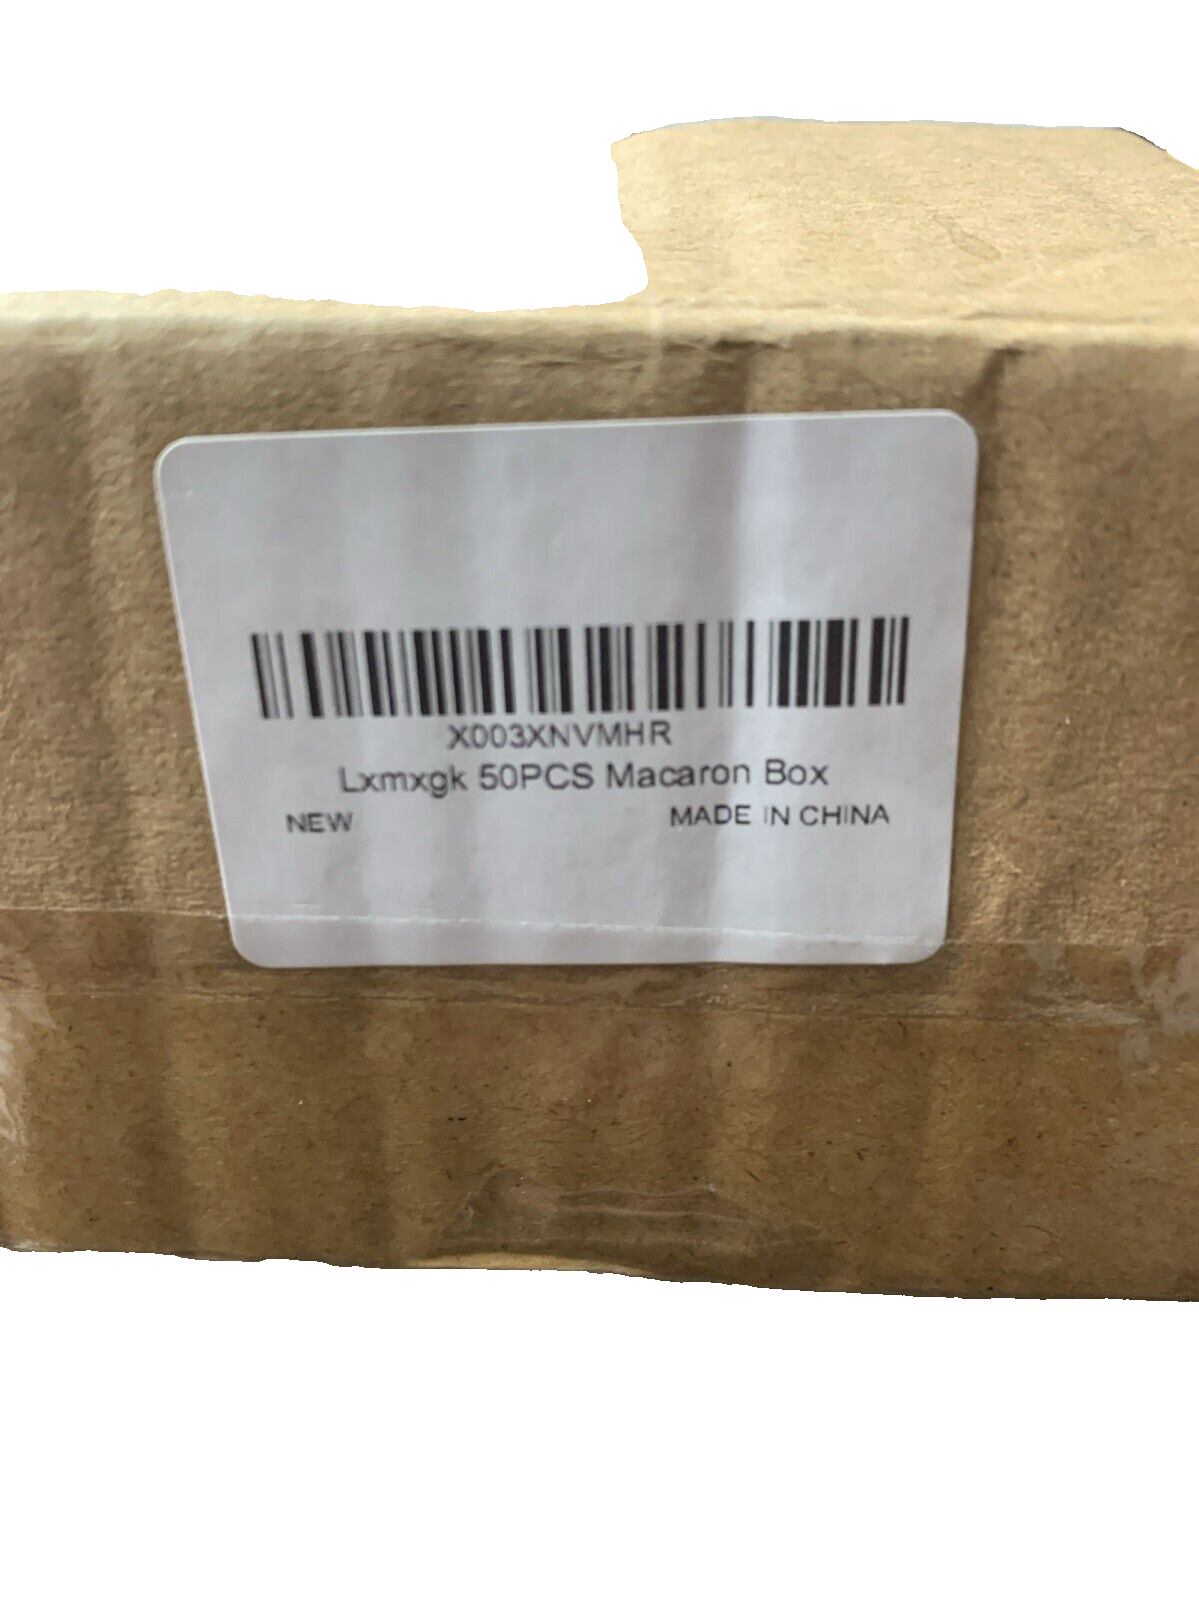 X003XNVMHR
Lxmxgk 50PCS Macaron Box
NEW MADE IN CHINA